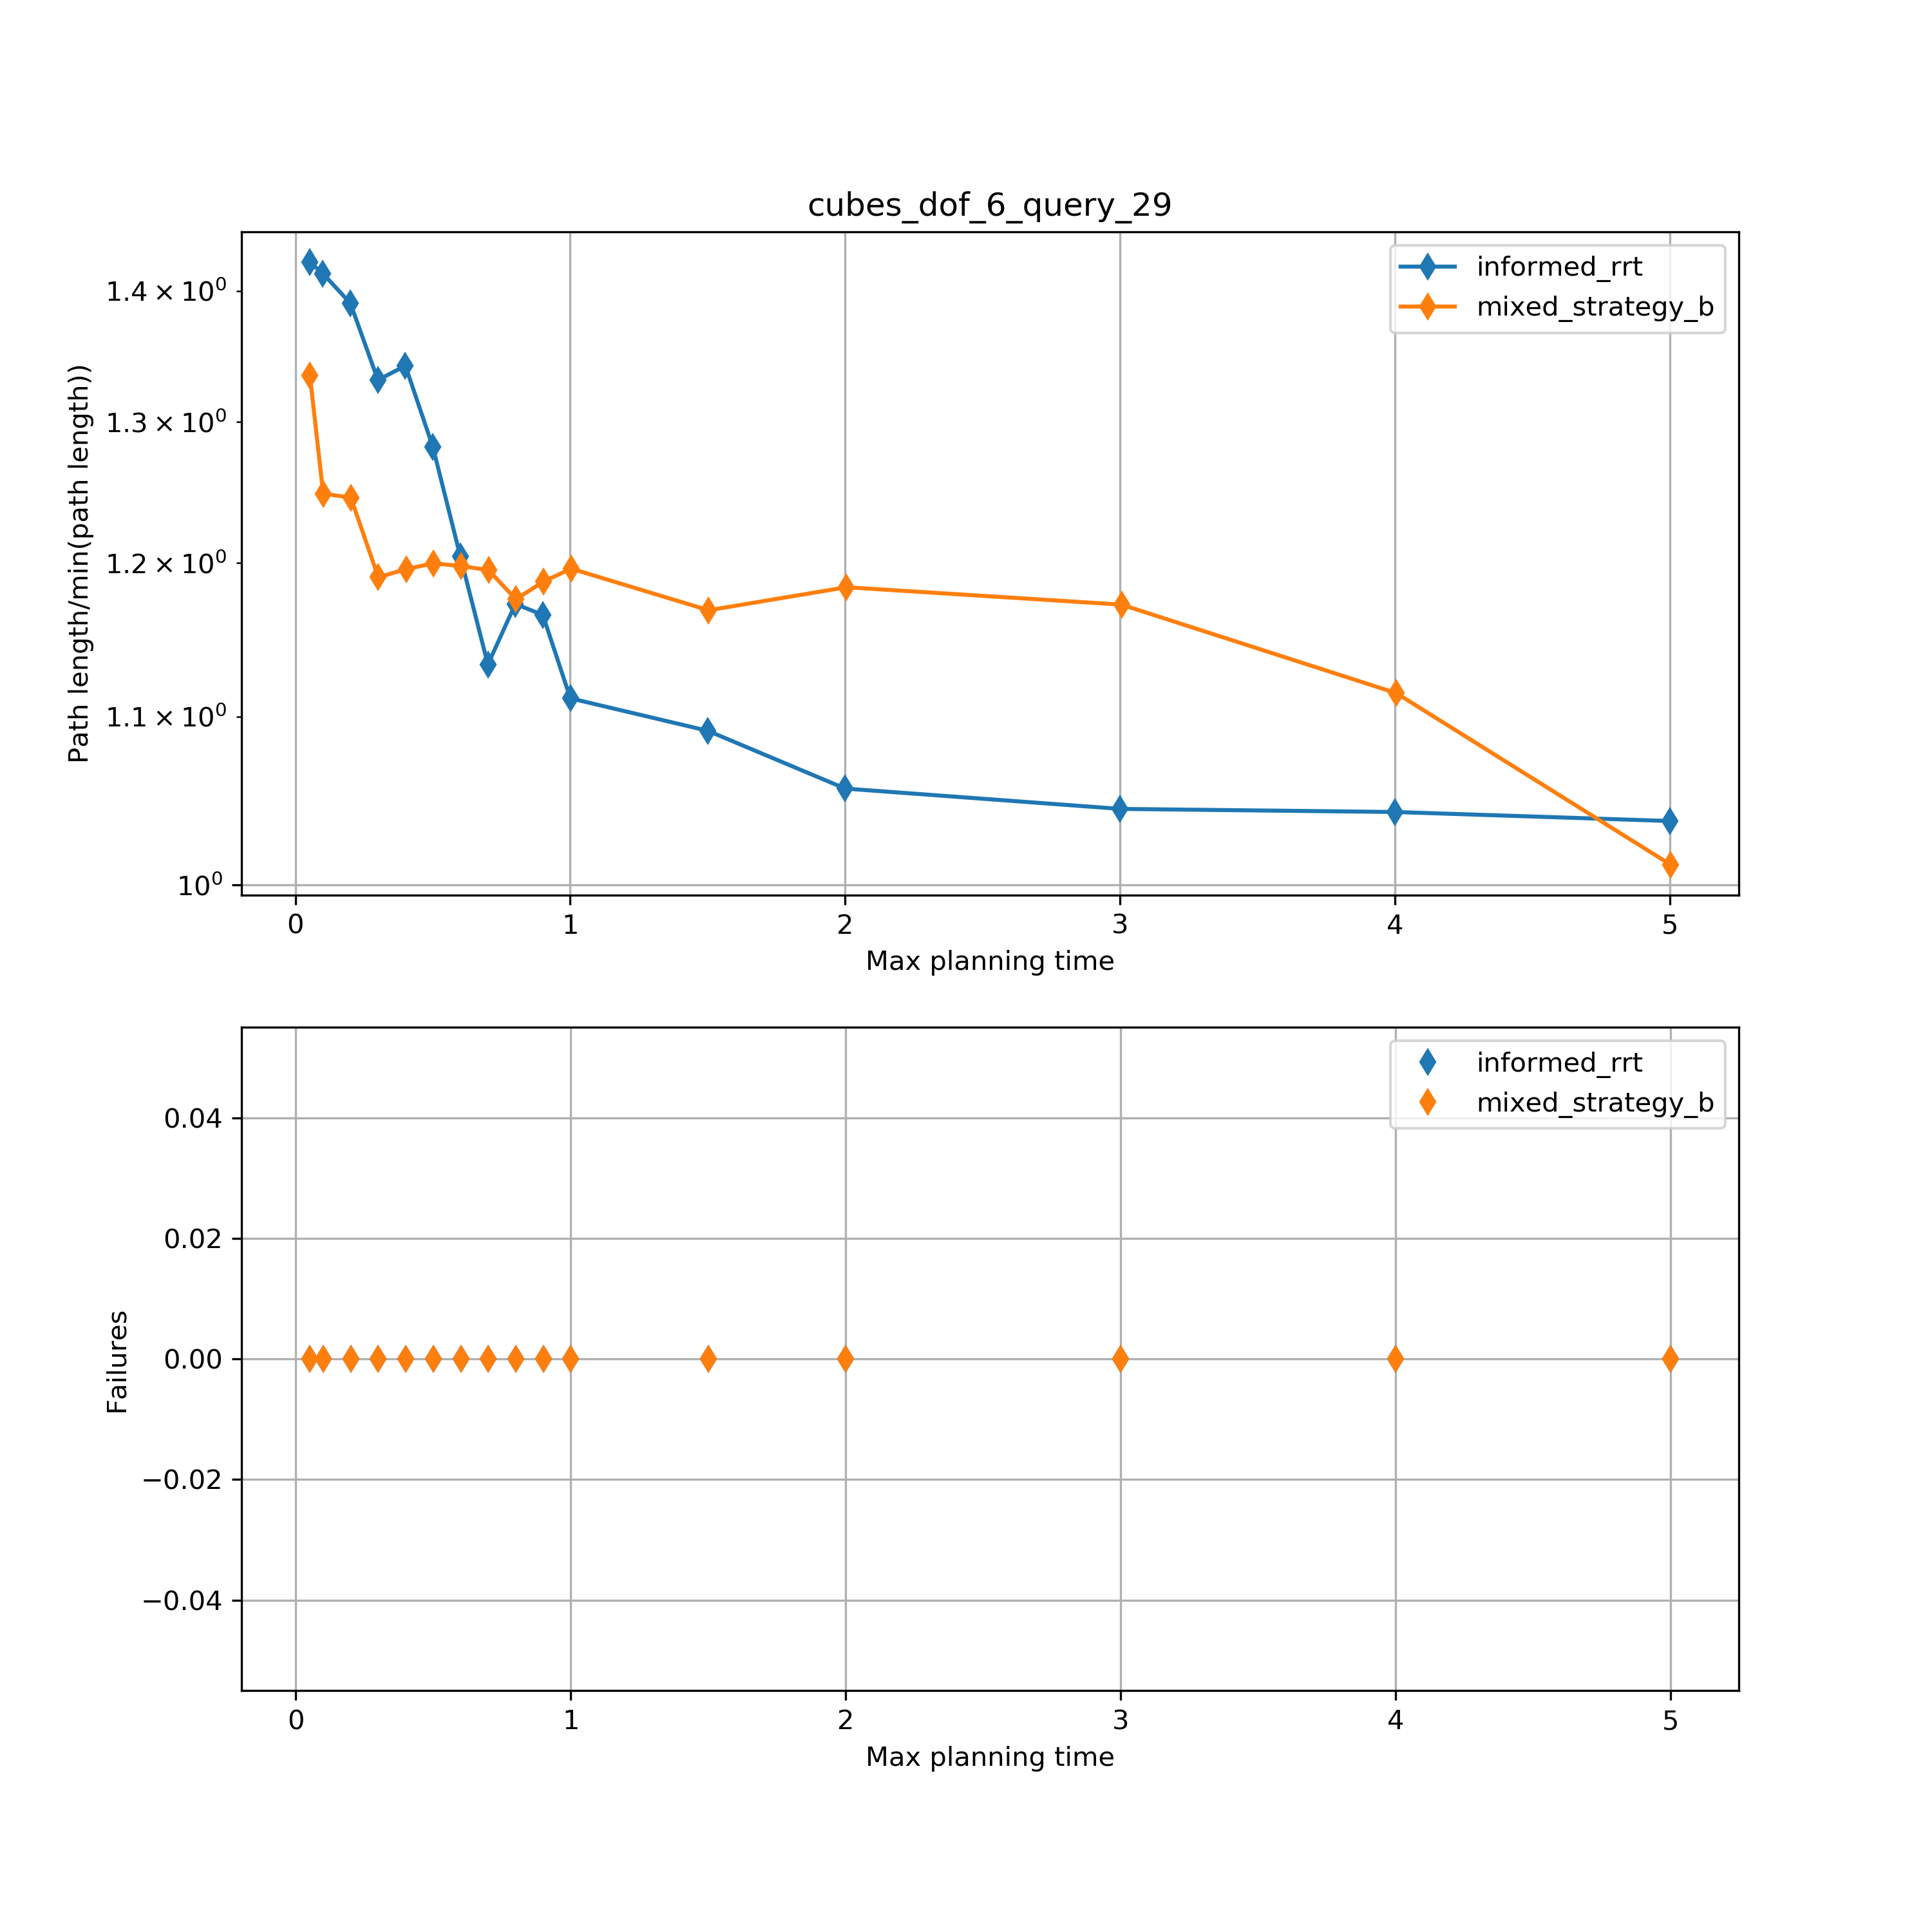 cubes_dof_6_query_29
Path length/min(path length))
1.4 × 10⁰
1.3 × 10⁰
1.2 × 10⁰
1.1 × 10⁰
10⁰
informed_rrt
mixed_strategy_b
0 1 2 3 4 5
Max planning time
Failures
0.04
0.02
0.00
−0.02
−0.04
informed_rrt
mixed_strategy_b
0 1 2 3 4 5
Max planning time